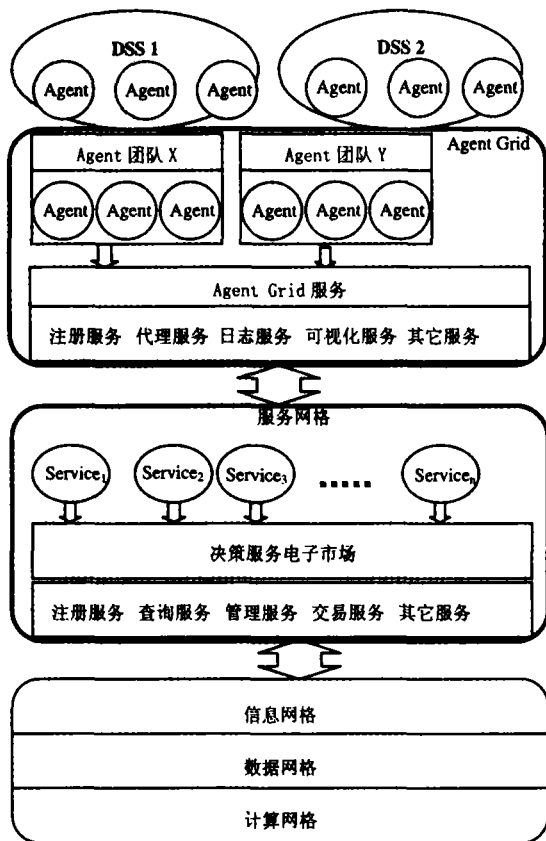 DSS 1
DSS 2
Agent Agent Agent Agent Agent Agent
Agent 团队 X
Agent 团队 Y
Agent Grid
Agent Agent Agent Agent Agent Agent
Agent Grid 服务
注册服务 代理服务 日志服务 可视化服务 其它服务
服务网格
Service1 Service2 Service3 ..... Servicen
决策服务电子市场
注册服务 查询服务 管理服务 交易服务 其它服务
信息网格
数据网格
计算网格